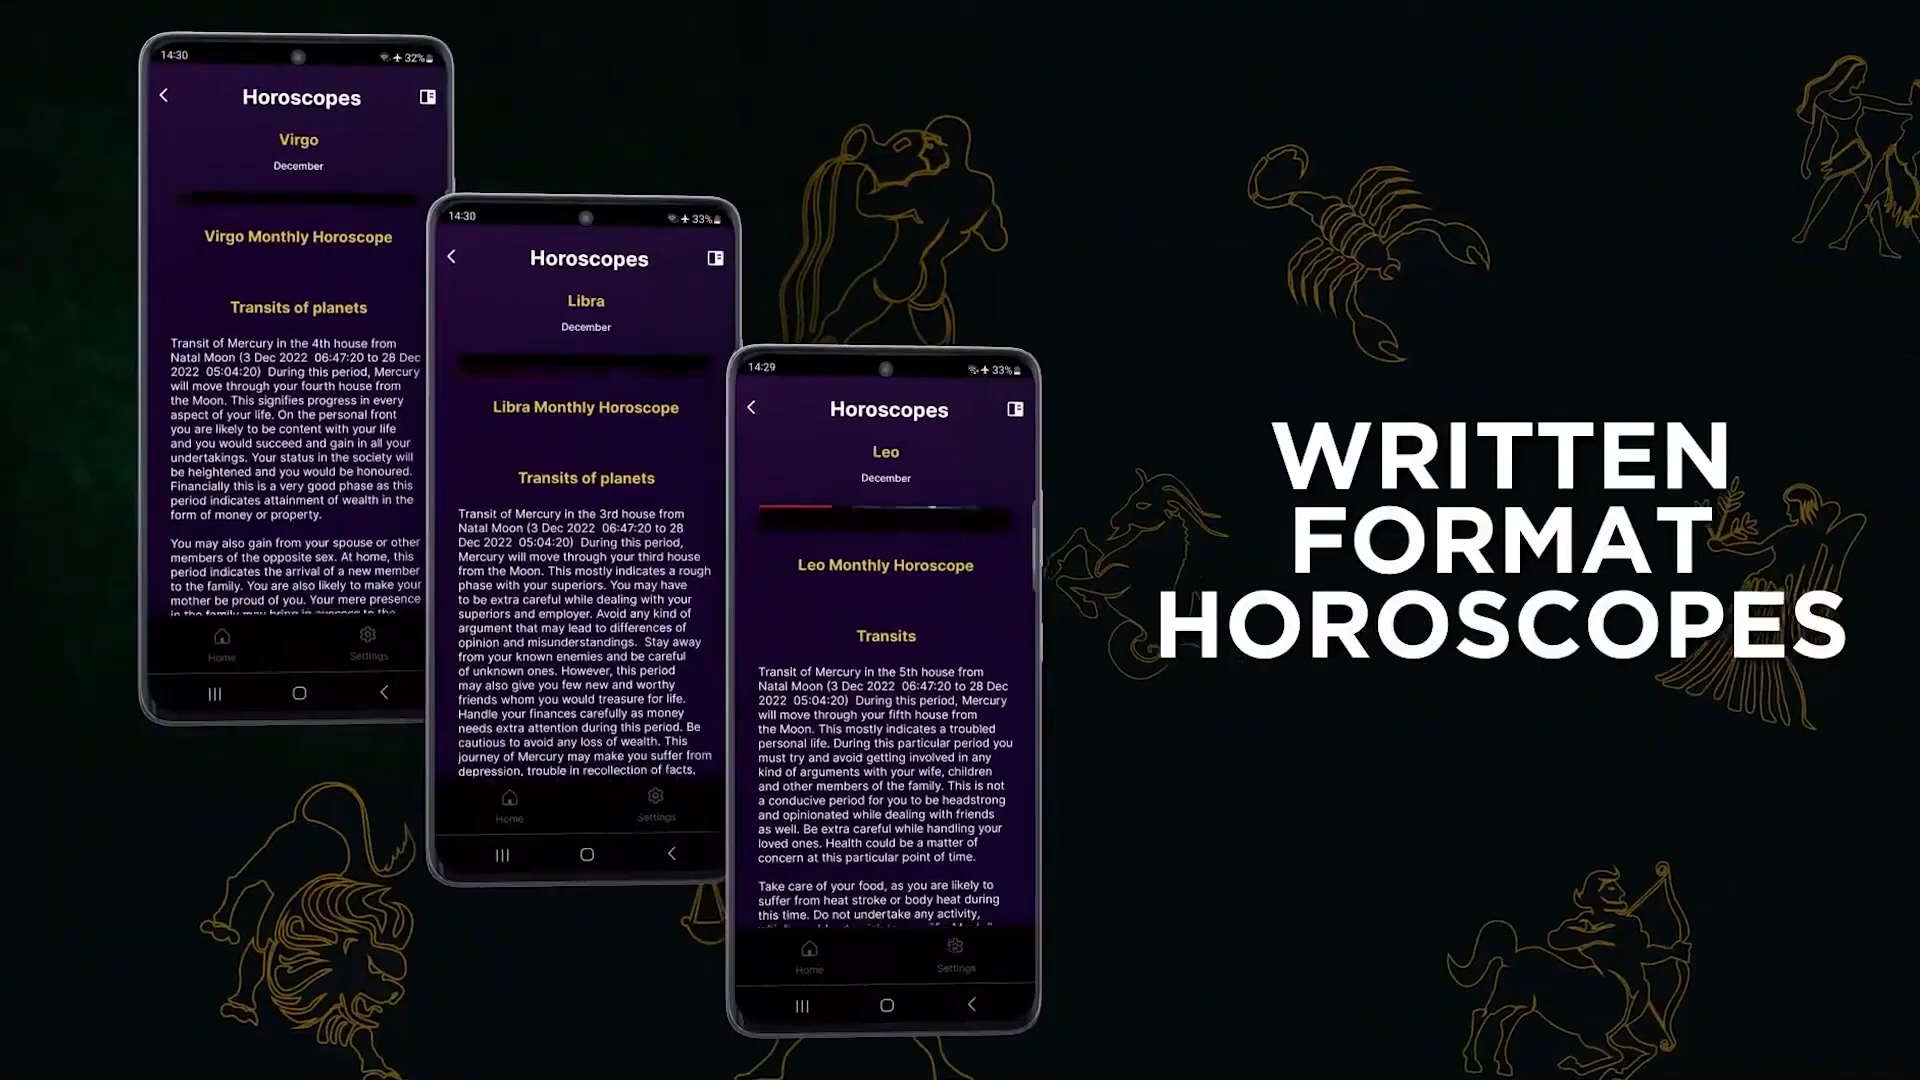 14:30
32%
Horoscopes
Virgo
December
Virgo Monthly Horoscope
Transits of planets
Transit of Mercury in the 4th house from
Natal Moon (3 Dec 2022 06:47:20 to 28 Dec
2022 05:04:20) During this period, Mercury
will move through your fourth house from
the Moon. This signifies progress in every
aspect of your life. On the personal front
you are likely to be content with your life
and you would succeed and gain in all your
undertakings. Your status in the society will
be heightened and you would be honoured.
Financially this is a very good phase as this
period indicates attainment of wealth in the
form of money or property.
You may also gain from your spouse or other
members of the opposite sex. At home, this
period indicates the arrival of a new member
to the family. You are also likely to make your
mother be proud of you. Your mere presence
in the family may bring in success to the
Home
Settings
14:30
33%
Horoscopes
Libra
December
Libra Monthly Horoscope
Transits of planets
Transit of Mercury in the 3rd house from
Natal Moon (3 Dec 2022 06:47:20 to 28
Dec 2022 05:04:20) During this period,
Mercury will move through your third house
from the Moon. This mostly indicates a rough
phase with your superiors. You may have
to be extra careful while dealing with your
superiors and employer. Avoid any kind of
argument that may lead to differences of
opinion and misunderstandings. Stay away
from your known enemies and be careful
of unknown ones. However, this period
may also give you few new and worthy
friends whom you would treasure for life.
Handle your finances carefully as money
needs extra attention during this period. Be
cautious to avoid any loss of wealth. This
journey of Mercury may make you suffer from
depression, trouble in recollection of facts,
Home
Settings
14:29
33%
Horoscopes
Leo
December
Leo Monthly Horoscope
Transits
Transit of Mercury in the 5th house from
Natal Moon (3 Dec 2022 06:47:20 to 28 Dec
2022 05:04:20) During this period, Mercury
will move through your fifth house from
the Moon. This mostly indicates a troubled
personal life. During this particular period you
must try and avoid getting involved in any
kind of arguments with your wife, children
and other members of the family. This is not
a conducive period for you to be headstrong
and opinionated while dealing with friends
as well. Be extra careful while handling your
loved ones. Health could be a matter of
concern at this particular point of time.
Take care of your food, as you are likely to
suffer from heat stroke or body heat during
this time. Do not undertake any activity,
Home
Settings
WRITTEN
FORMAT
HOROSCOPES